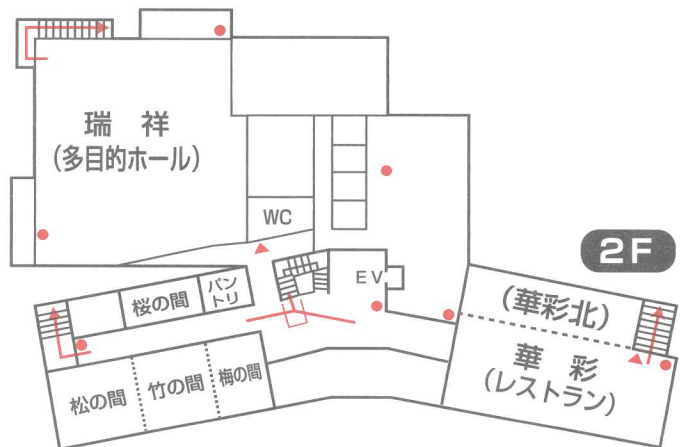 瑞 祥
(多目的ホール)
WC
2F
EV
パン
トリ
桜の間
(華彩北)
華 彩
(レストラン)
松の間
竹の間
梅の間